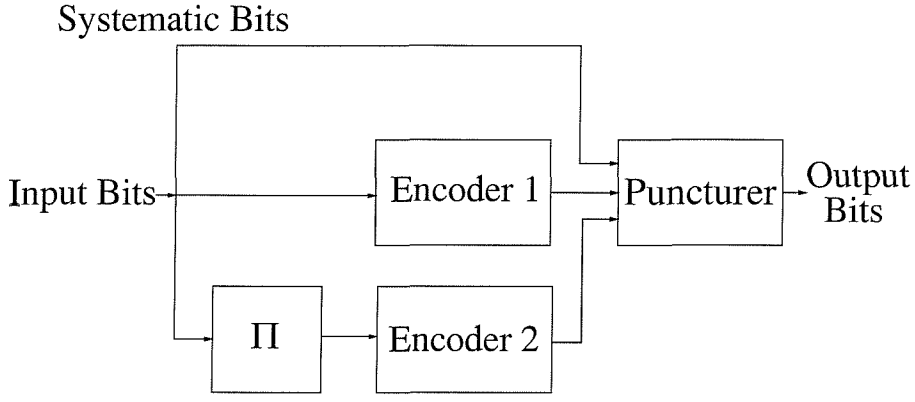 Systematic Bits
Input Bits
Encoder 1
Puncturer
Output
Bits
Π
Encoder 2